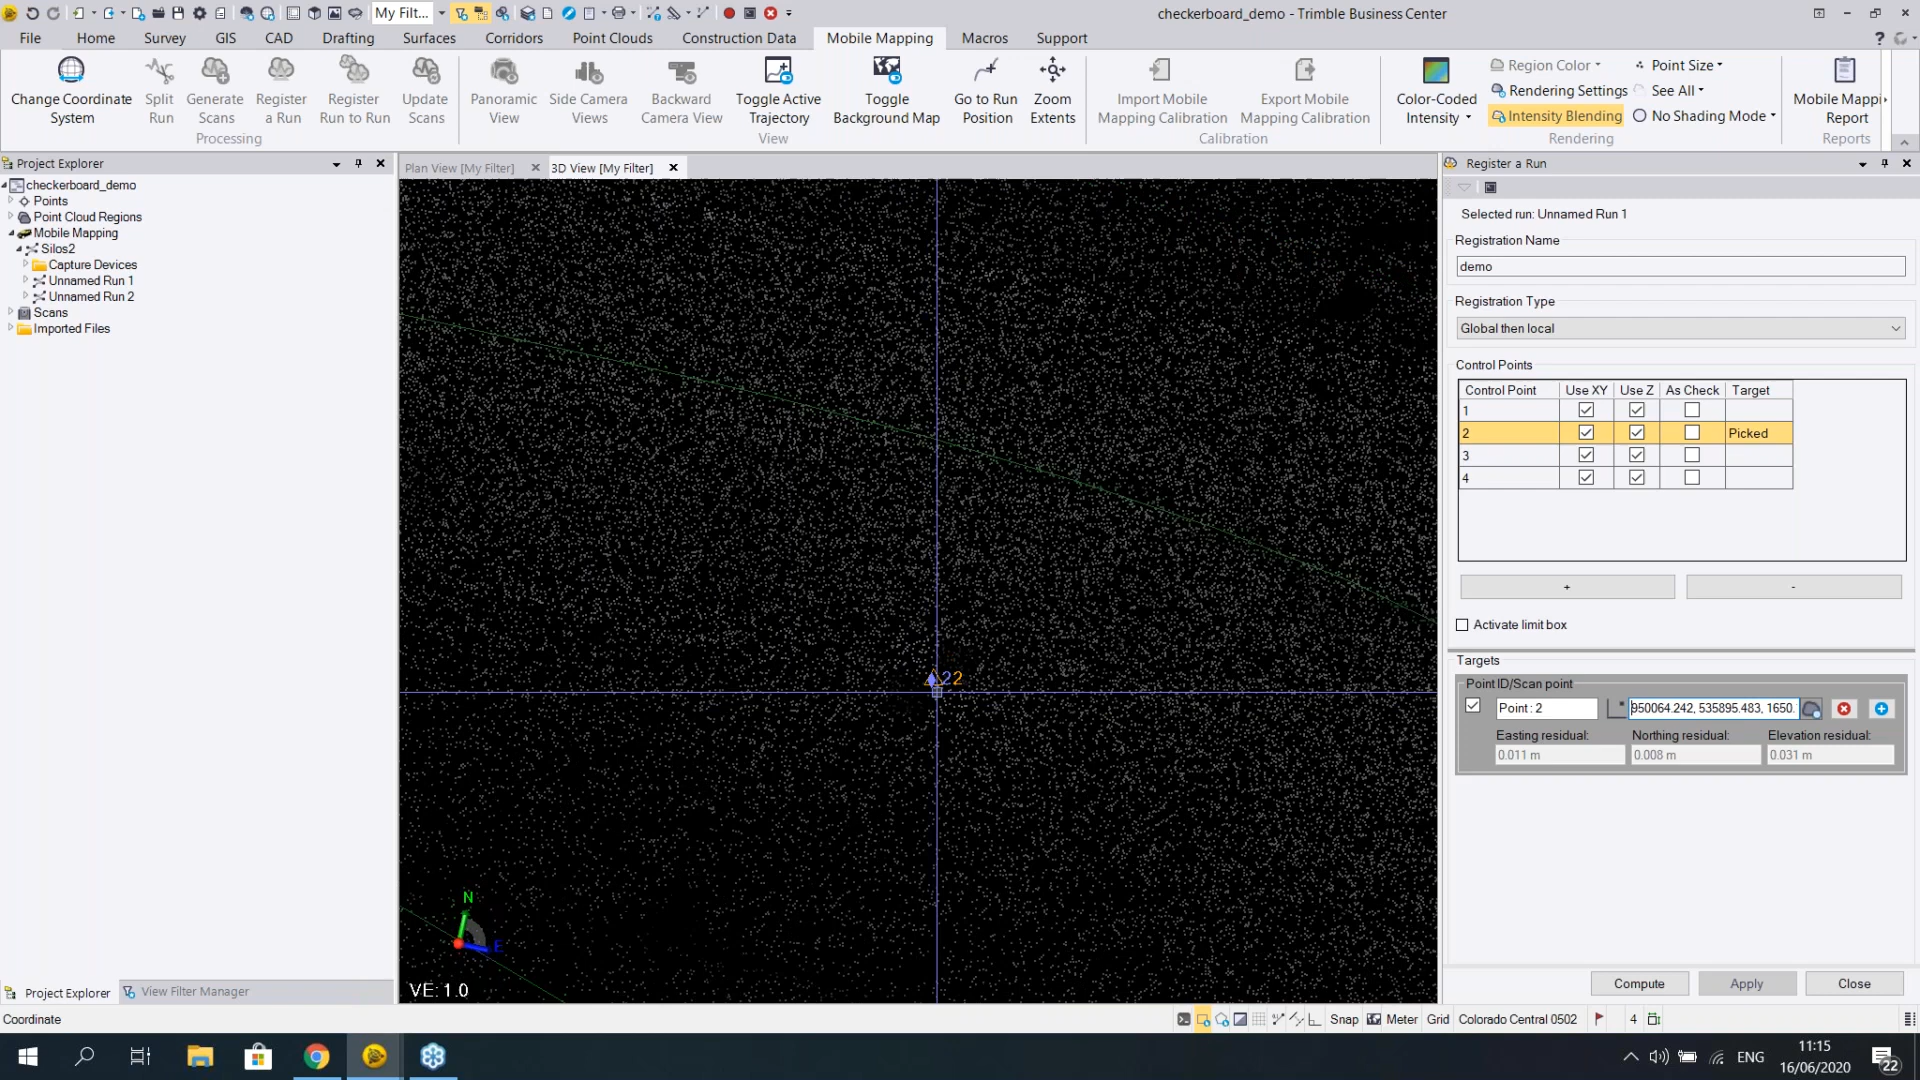 My Filt...
checkerboard_demo - Trimble Business Center
File
Home
Survey
GIS
CAD
Drafting
Surfaces
Corridors
Point Clouds
Construction Data
Mobile Mapping
Macros
Support
Change Coordinate System
Split Run
Generate Scans
Register a Run
Register Run to Run
Update Scans
Processing
Panoramic View
Side Camera Views
Backward Camera View
Toggle Active Trajectory
Toggle Background Map
Go to Run Position
Zoom Extents
View
Import Mobile Mapping Calibration
Export Mobile Mapping Calibration
Calibration
Color-Coded Intensity
Region Color
Rendering Settings
Intensity Blending
Point Size
See All
No Shading Mode
Rendering
Mobile Mappi
Report
Reports
Project Explorer
checkerboard_demo
Points
Point Cloud Regions
Mobile Mapping
Silos2
Capture Devices
Unnamed Run 1
Unnamed Run 2
Scans
Imported Files
Plan View [My Filter]
3D View [My Filter]
22
N
E
VE: 1.0
Register a Run
Selected run: Unnamed Run 1
Registration Name
demo
Registration Type
Global then local
Control Points
Control Point Use XY Use Z As Check Target
1
2 Picked
3
4
+
-
Activate limit box
Targets
Point ID/Scan point
Point: 2
950064.242, 535895.483, 1650.
Easting residual: Northing residual: Elevation residual:
0.011 m 0.008 m 0.031 m
Compute
Apply
Close
Project Explorer
View Filter Manager
Coordinate
Snap
Meter
Grid
Colorado Central 0502
4
ENG
11:15
16/06/2020
22